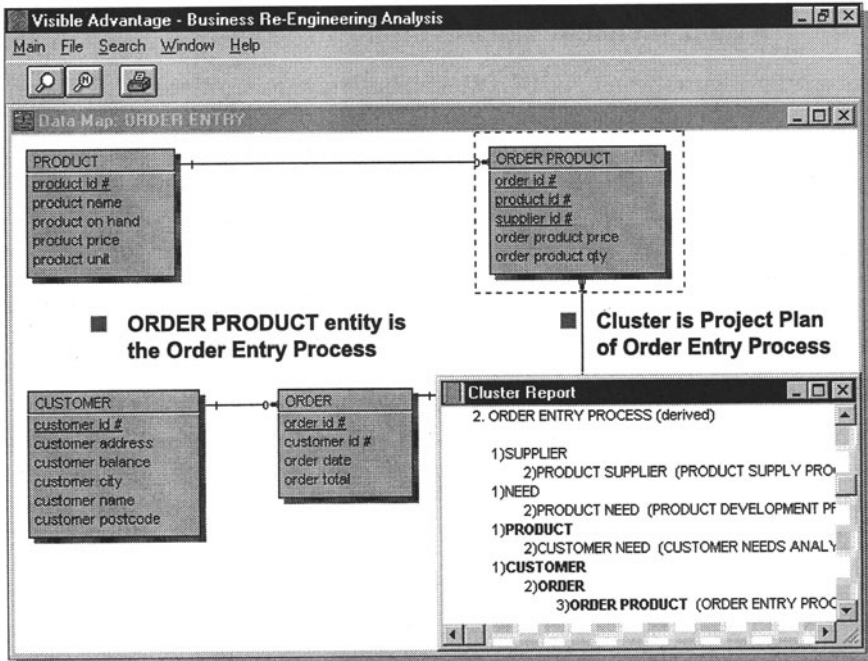 Visible Advantage - Business Re-Engineering Analysis
Main File Search Window Help
Data Map: ORDER ENTRY
PRODUCT
product id #
product name
product on hand
product price
product unit
ORDER PRODUCT
order id #
product id #
supplier id #
order product price
order product qty
ORDER PRODUCT entity is
the Order Entry Process
Cluster is Project Plan
of Order Entry Process
CUSTOMER
customer id #
customer address
customer balance
customer city
customer name
customer postcode
ORDER
order id #
customer id #
order date
order total
Cluster Report
2. ORDER ENTRY PROCESS (derived)
1)SUPPLIER
2)PRODUCT SUPPLIER (PRODUCT SUPPLY PRO
1)NEED
2)PRODUCT NEED (PRODUCT DEVELOPMENT PR
1)PRODUCT
2)CUSTOMER NEED (CUSTOMER NEEDS ANALY
1)CUSTOMER
2)ORDER
3)ORDER PRODUCT (ORDER ENTRY PROC